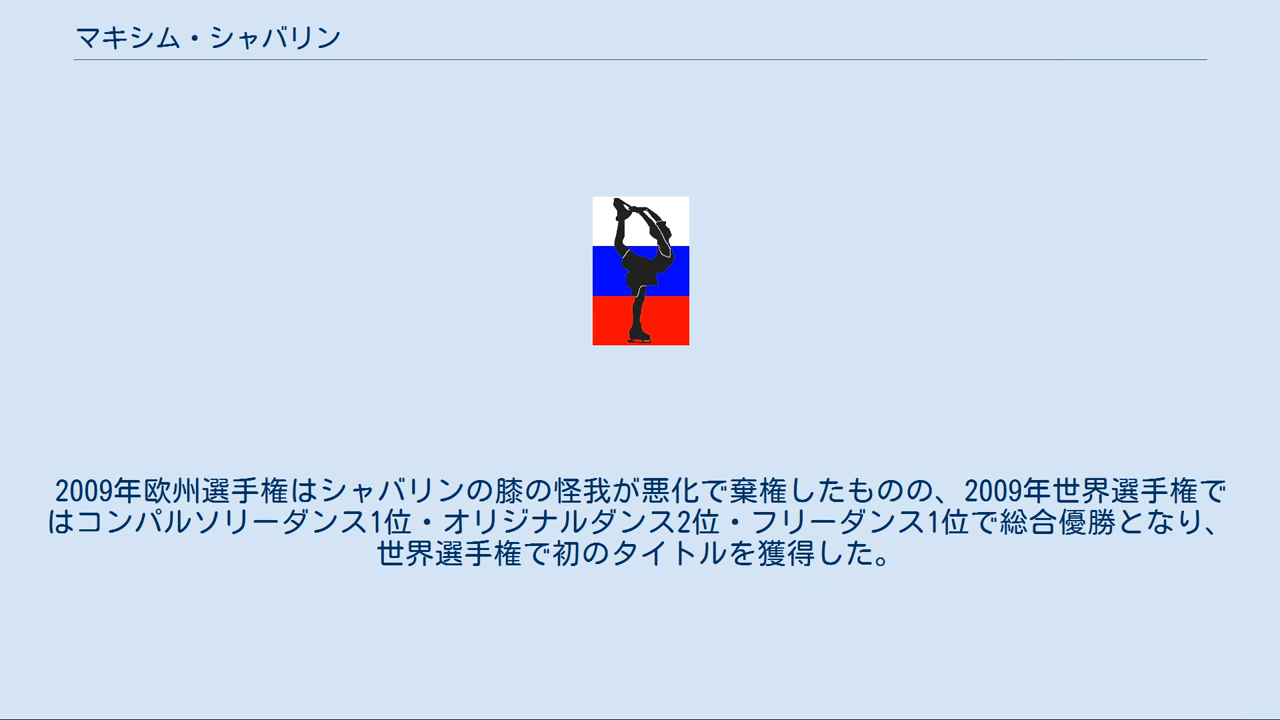 マキシム・シャバリン
2009年欧州選手権はシャバリンの膝の怪我が悪化で棄権したものの、2009年世界選手権で
はコンパルソリーダンス1位・オリジナルダンス2位・フリーダンス1位で総合優勝となり、
世界選手権で初のタイトルを獲得した。